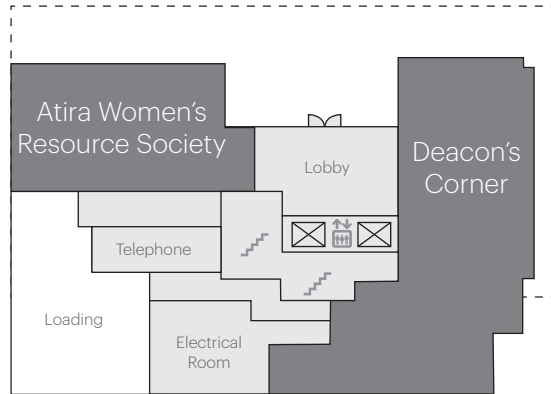 Atira Women's
Resource Society
Lobby
Deacon's
Corner
Telephone
Loading
Electrical
Room